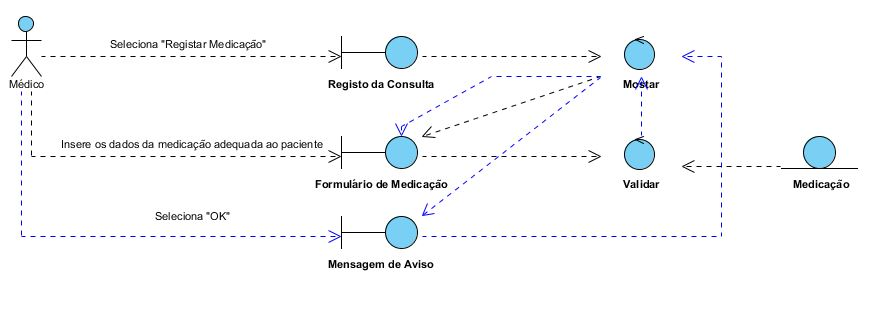 Seleciona "Registar Medicação"
Médico
Registo da Consulta
Mostar
Insere os dados da medicação adequada ao paciente
Formulário de Medicação
Validar
Medicação
Seleciona "OK"
Mensagem de Aviso